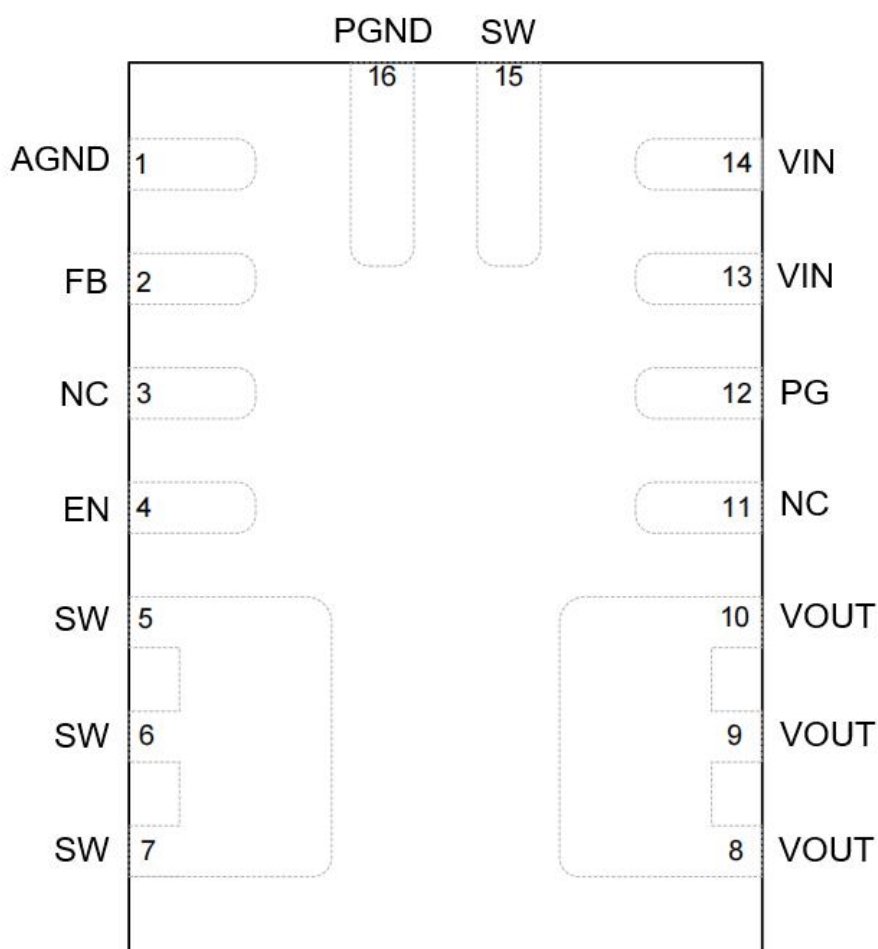 PGND SW
16 15
AGND 1 14 VIN
FB 2 13 VIN
NC 3 12 PG
EN 4 11 NC
SW 5 10 VOUT
SW 6 9 VOUT
SW 7 8 VOUT